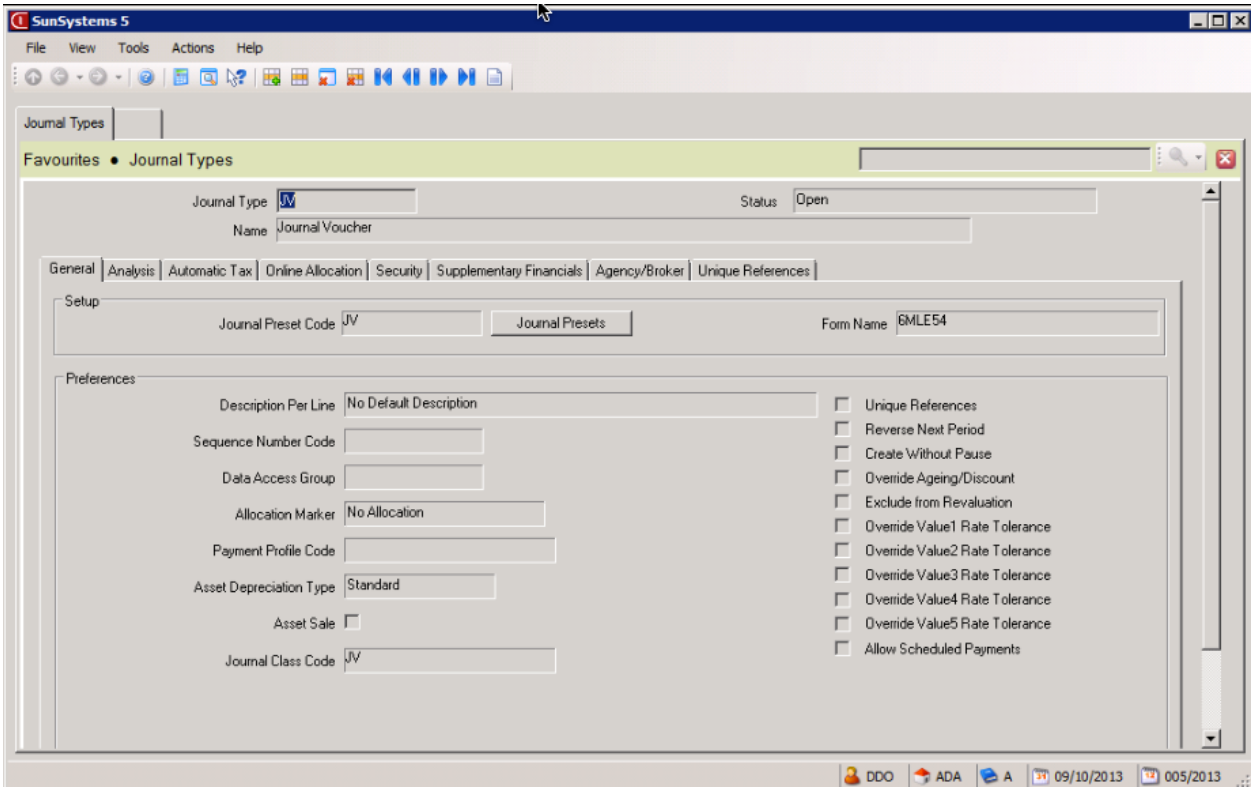 SunSystems 5
File View Tools Actions Help
Journal Types
Favourites • Journal Types
Journal Type JV Status Open
Name Journal Voucher
General Analysis Automatic Tax Online Allocation Security Supplementary Financials Agency/Broker Unique References
Setup
Journal Preset Code JV Journal Presets Form Name 6MLE54
Preferences
Description Per Line No Default Description
Sequence Number Code
Data Access Group
Allocation Marker No Allocation
Payment Profile Code
Asset Depreciation Type Standard
Asset Sale
Journal Class Code JV
Unique References
Reverse Next Period
Create Without Pause
Override Ageing/Discount
Exclude from Revaluation
Override Value1 Rate Tolerance
Override Value2 Rate Tolerance
Override Value3 Rate Tolerance
Override Value4 Rate Tolerance
Override Value5 Rate Tolerance
Allow Scheduled Payments
DDO ADA A 09/10/2013 005/2013